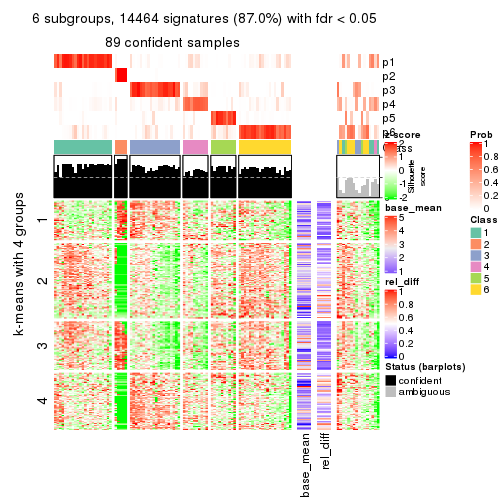 6 subgroups, 14464 signatures (87.0%) with fdr < 0.05
89 confident samples
p1
p2
p3
p4
p5
p6
Class
z-score
2
1
0
-1
-2
Silhouette
score
base_mean
5
4
3
2
1
rel_diff
1
0.8
0.6
0.4
0.2
0
Status (barplots)
confident
ambiguous
Prob
1
0.8
0.6
0.4
0.2
0
Class
1
2
3
4
5
6
k-means with 4 groups
1
2
3
4
base_mean
rel_diff